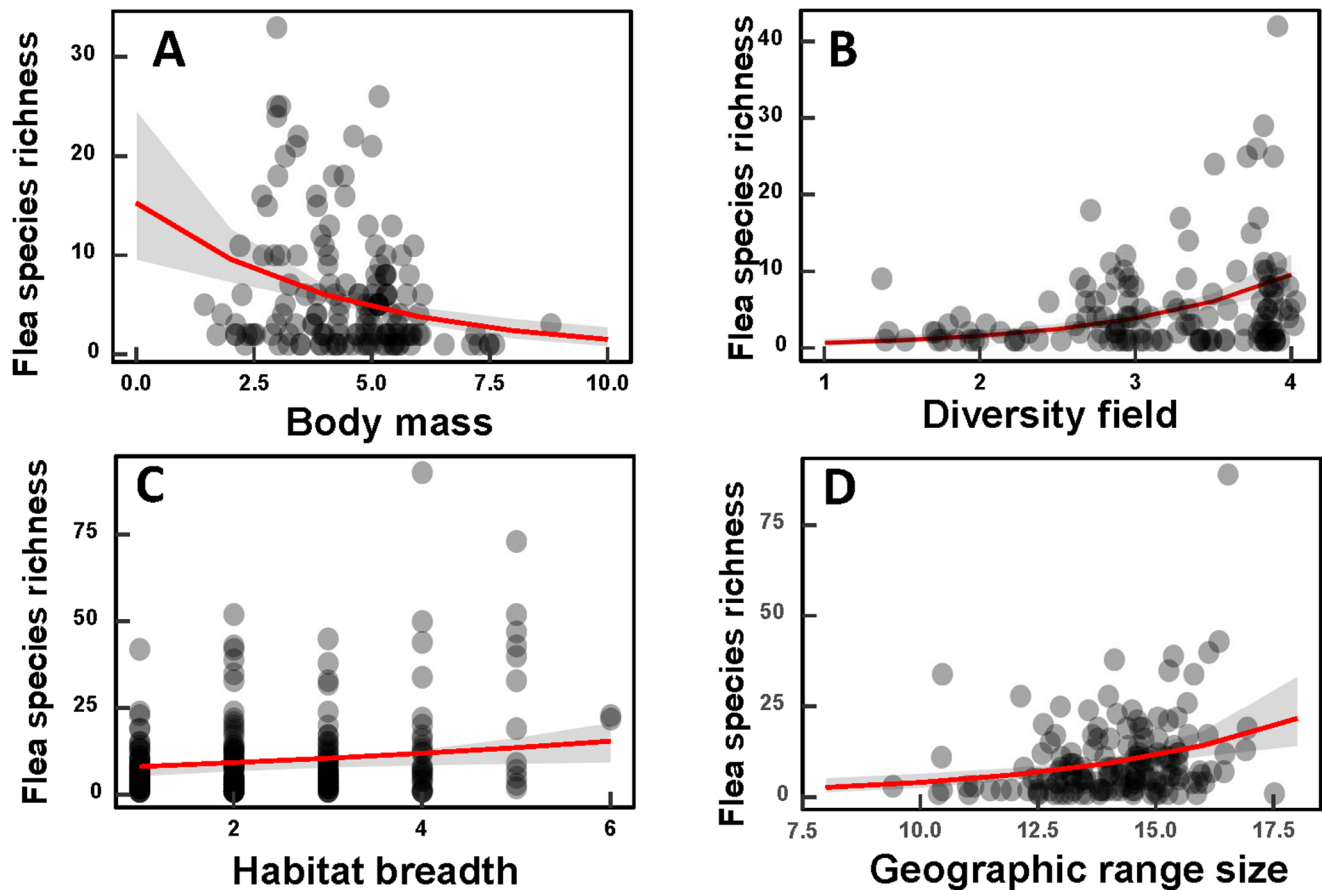 A
Flea species richness
30
20
10
0
0.0 2.5 5.0 7.5 10.0
Body mass
B
Flea species richness
40
30
20
10
0
1 2 3 4
Diversity field
C
Flea species richness
75
50
25
0
2 4 6
Habitat breadth
D
Flea species richness
75
50
25
0
7.5 10.0 12.5 15.0 17.5
Geographic range size